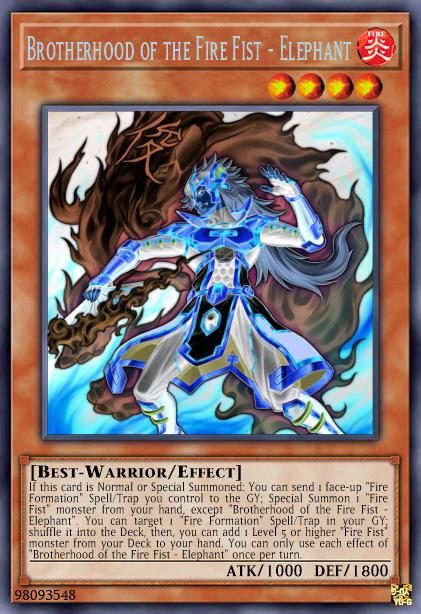 Brotherhood of the Fire Fist - Elephant
FIRE
炎
[Best-Warrior/Effect]
If this card is Normal or Special Summoned: You can send 1 face-up "Fire
Formation" Spell/Trap you control to the GY; Special Summon 1 "Fire
Fist" monster from your hand, except "Brotherhood of the Fire Fist -
Elephant". You can target 1 "Fire Formation" Spell/Trap in your GY;
shuffle it into the Deck, then, you can add 1 Level 5 or higher "Fire Fist"
monster from your Deck to your hand. You can only use each effect of
"Brotherhood of the Fire Fist - Elephant" once per turn.
ATK/1000 DEF/1800
98093548